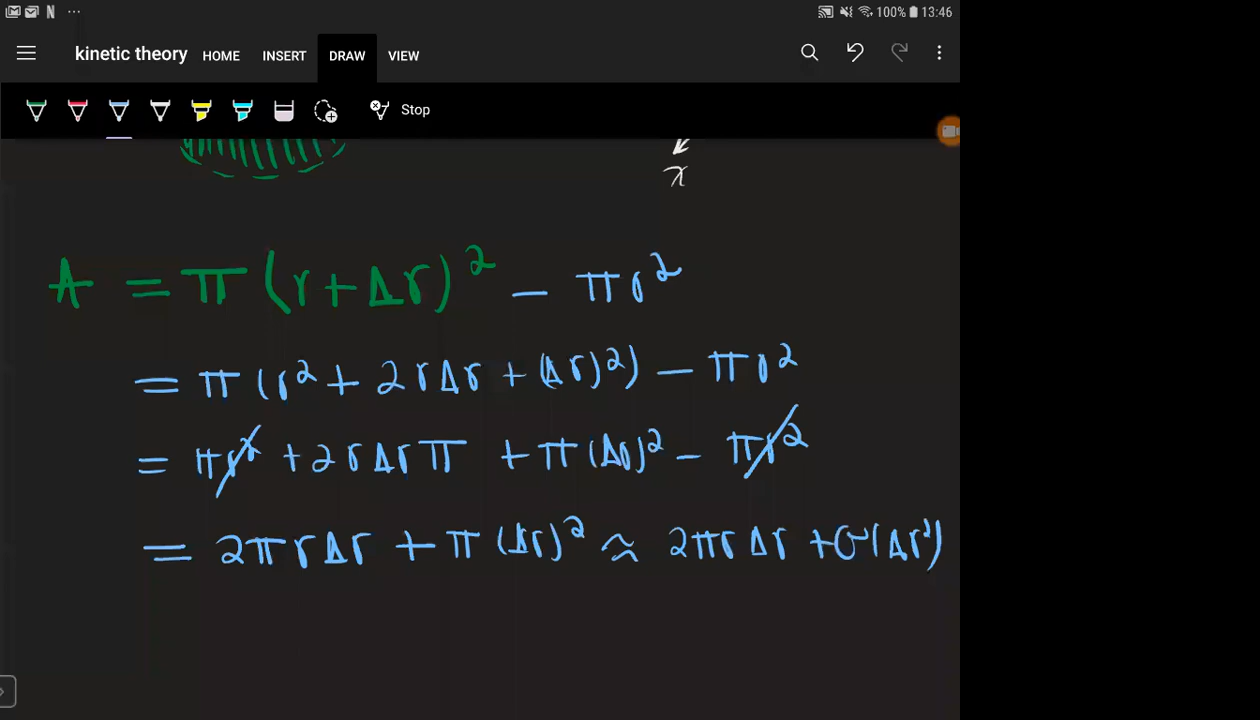 N ... 100% 13:46
kinetic theory HOME INSERT DRAW VIEW
Stop
x
A = π(r+Δr)² − πr²
= π(r² + 2rΔr + (Δr)²) − πr²
= πr² + 2rΔrπ + π(Δr)² − πr²
= 2πrΔr + π(Δr)² ≈ 2πrΔr + O(Δr²)